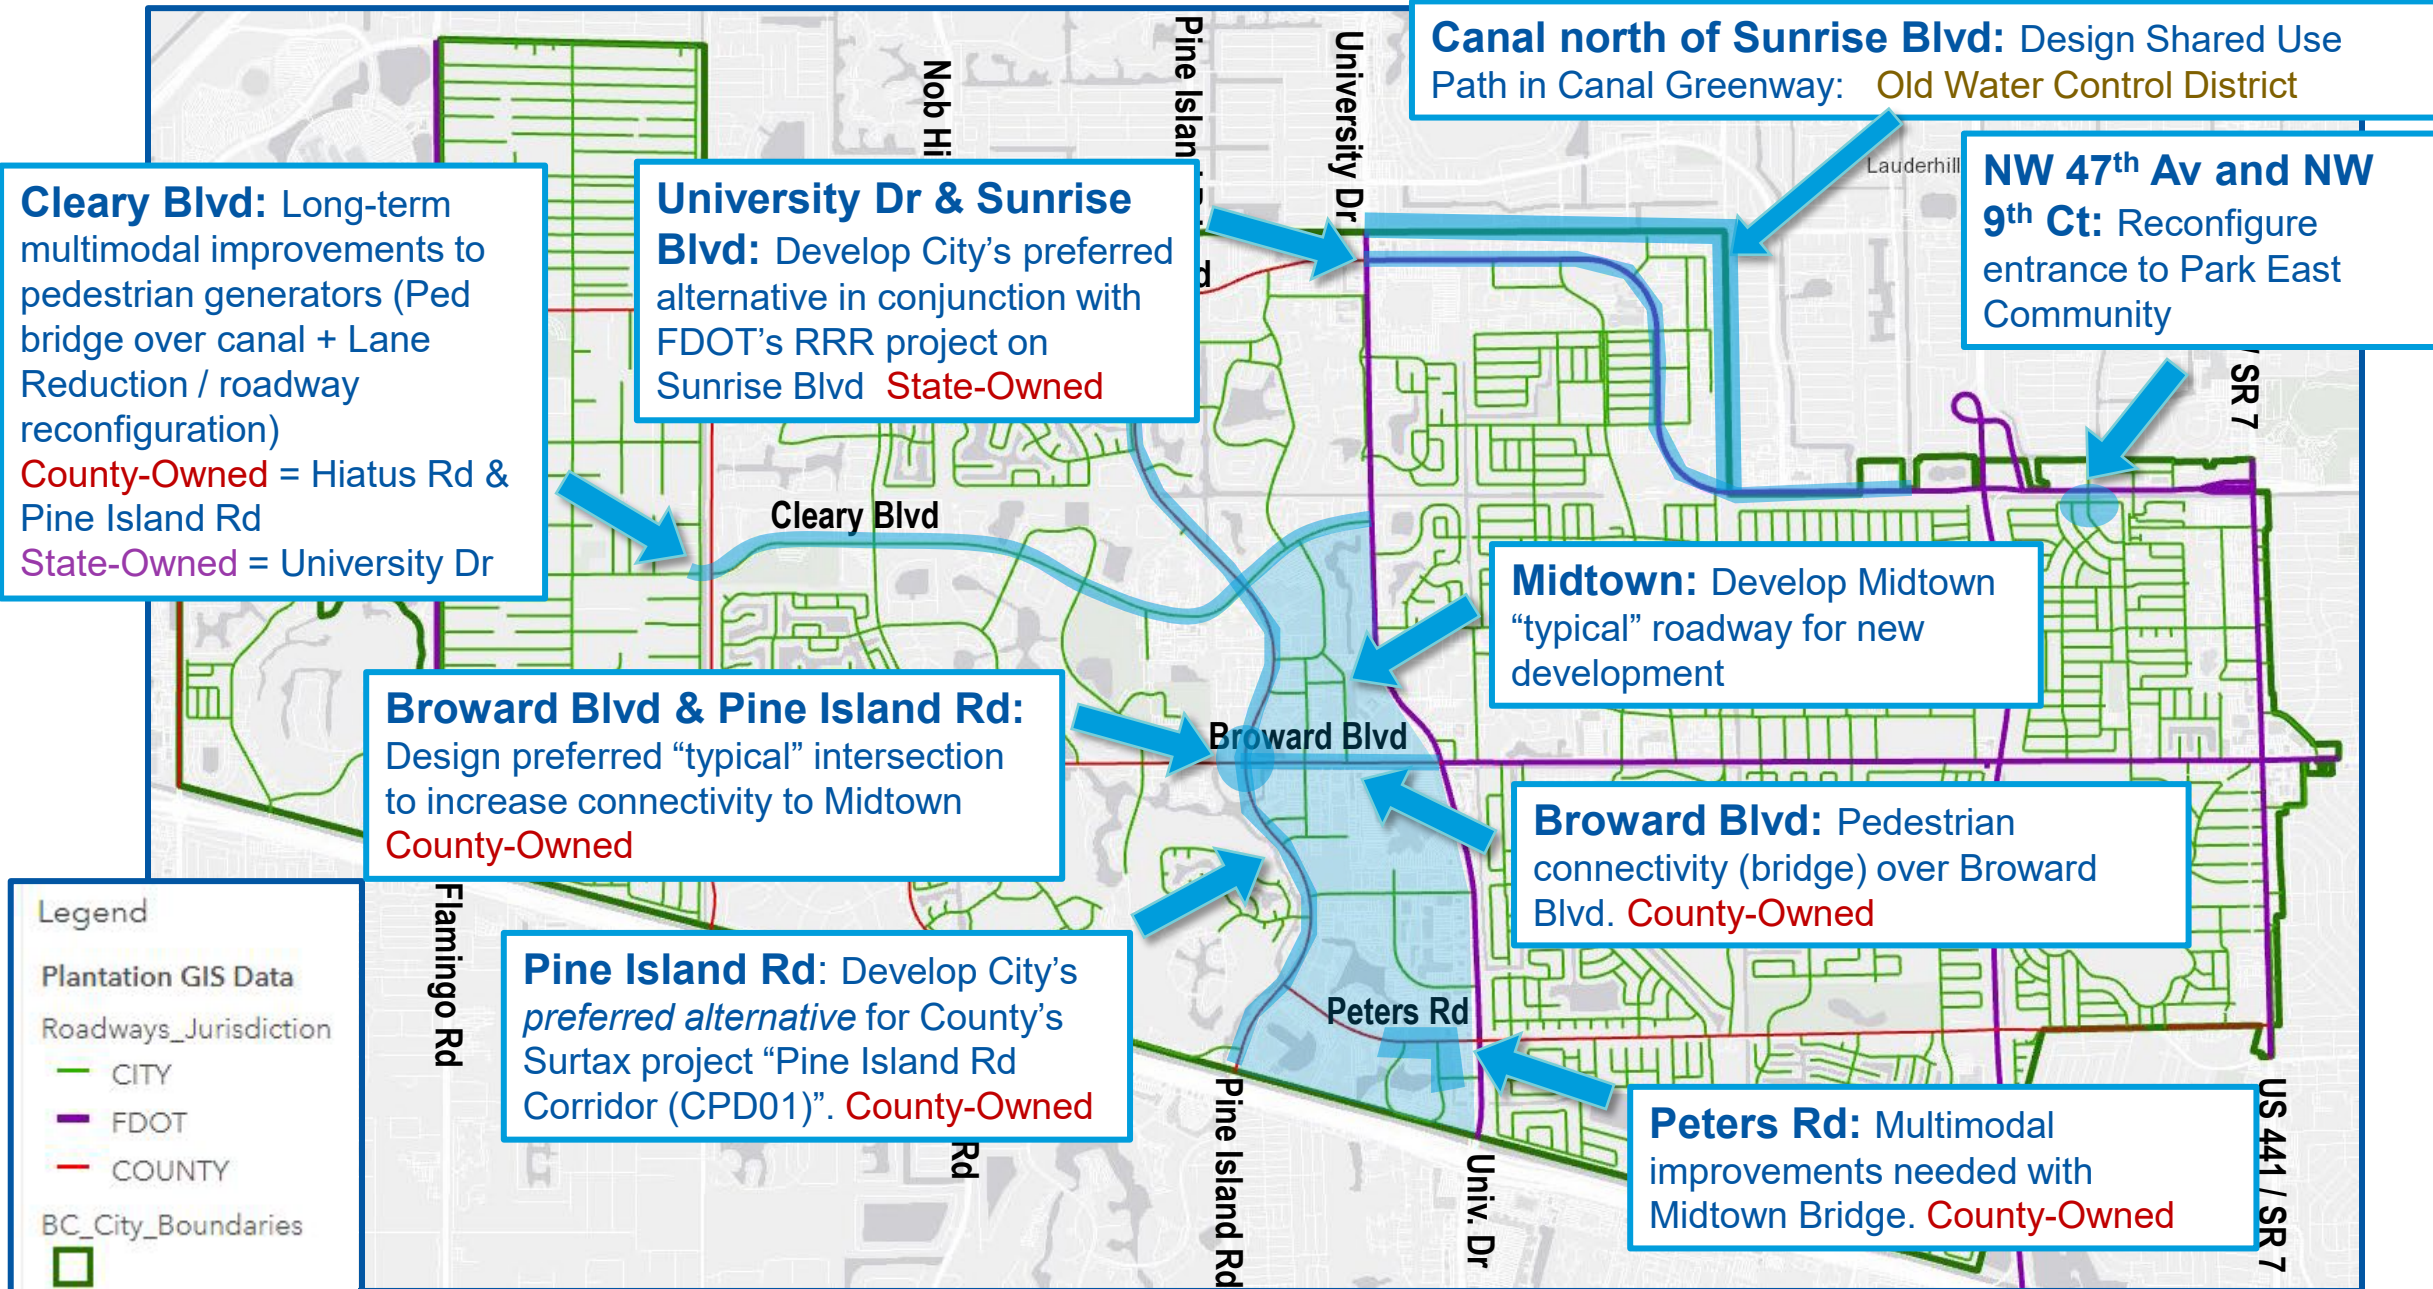 Canal north of Sunrise Blvd: Design Shared Use
Path in Canal Greenway: Old Water Control District
Nob Hi
Pine Islan
University Dr
Lauderhill
NW 47th Av and NW
9th Ct: Reconfigure
entrance to Park East
Community
SR 7
Cleary Blvd: Long-term
multimodal improvements to
pedestrian generators (Ped
bridge over canal + Lane
Reduction / roadway
reconfiguration)
County-Owned = Hiatus Rd &
Pine Island Rd
State-Owned = University Dr
University Dr & Sunrise
Blvd: Develop City's preferred
alternative in conjunction with
FDOT's RRR project on
Sunrise Blvd State-Owned
d
Cleary Blvd
Midtown: Develop Midtown
"typical" roadway for new
development
Broward Blvd & Pine Island Rd:
Design preferred "typical" intersection
to increase connectivity to Midtown
County-Owned
Broward Blvd
Broward Blvd: Pedestrian
connectivity (bridge) over Broward
Blvd. County-Owned
Pine Island Rd: Develop City's
preferred alternative for County's
Surtax project "Pine Island Rd
Corridor (CPD01)". County-Owned
Peters Rd
Peters Rd: Multimodal
improvements needed with
Midtown Bridge. County-Owned
Flamingo Rd
Rd
Pine Island Rd
Univ. Dr
US 441 / SR 7
Legend
Plantation GIS Data
Roadways_Jurisdiction
CITY
FDOT
COUNTY
BC_City_Boundaries